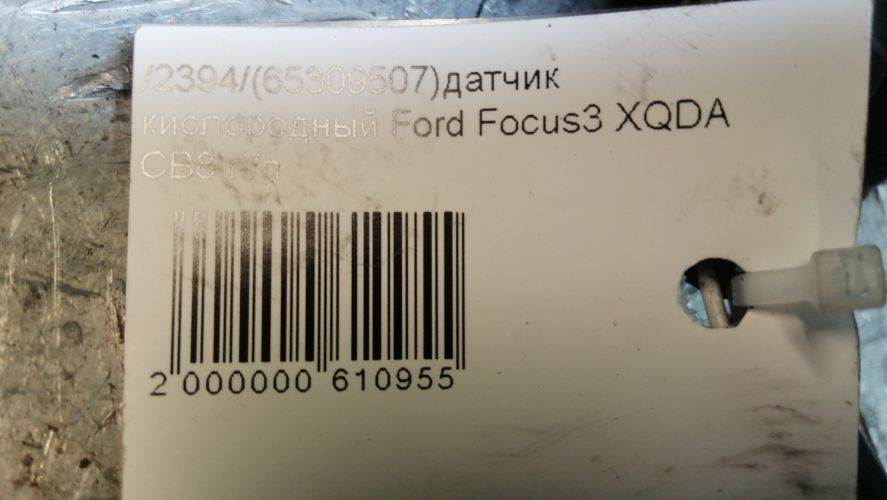 /2394/(65309507)датчик
кислородный Ford Focus3 XQDA
CB8 п/п
2 000000 610955